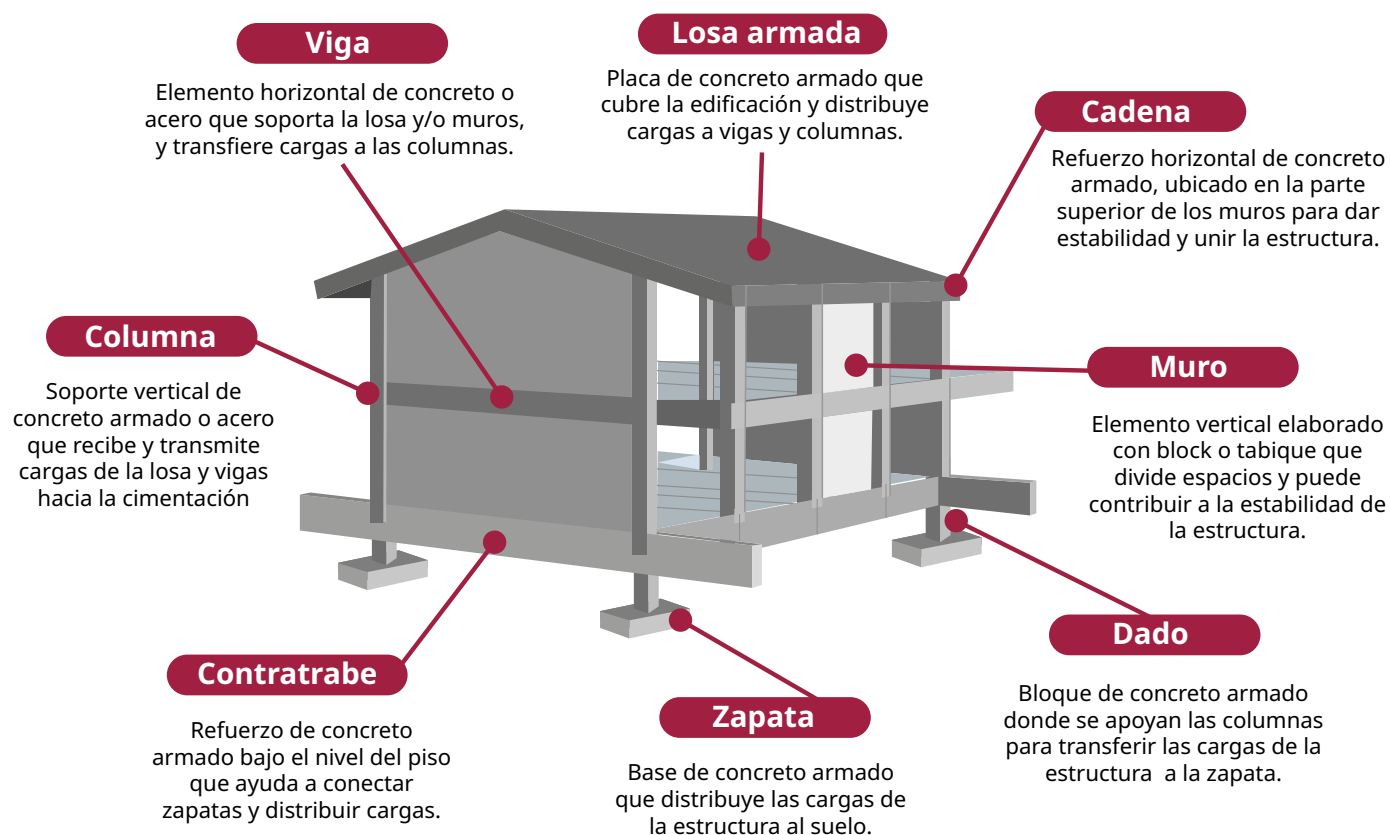 Viga
Elemento horizontal de concreto o
acero que soporta la losa y/o muros,
y transfiere cargas a las columnas.
Losa armada
Placa de concreto armado que
cubre la edificación y distribuye
cargas a vigas y columnas.
Cadena
Refuerzo horizontal de concreto
armado, ubicado en la parte
superior de los muros para dar
estabilidad y unir la estructura.
Columna
Soporte vertical de
concreto armado o acero
que recibe y transmite
cargas de la losa y vigas
hacia la cimentación
Muro
Elemento vertical elaborado
con block o tabique que
divide espacios y puede
contribuir a la estabilidad de
la estructura.
Contratrabe
Refuerzo de concreto
armado bajo el nivel del piso
que ayuda a conectar
zapatas y distribuir cargas.
Zapata
Base de concreto armado
que distribuye las cargas de
la estructura al suelo.
Dado
Bloque de concreto armado
donde se apoyan las columnas
para transferir las cargas de la
estructura  a la zapata.